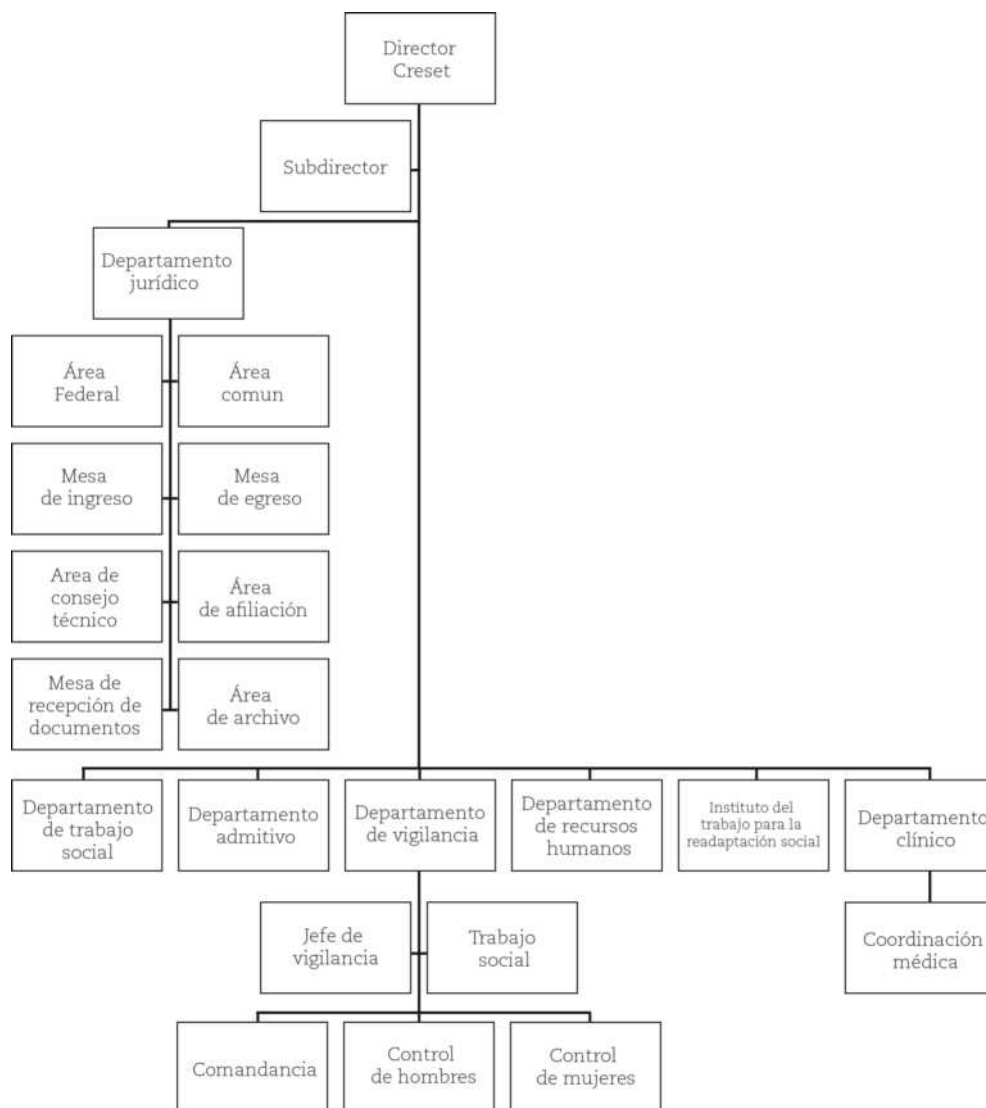 Director
Creset
Subdirector
Departamento
jurídico
Área
Federal
Área
comun
Mesa
de ingreso
Mesa
de egreso
Area de
consejo
técnico
Área
de afiliación
Mesa de
recepción de
documentos
Área
de archivo
Departamento
de trabajo
social
Departamento
admitivo
Departamento
de vigilancia
Departamento
de recursos
humanos
Instituto del
trabajo para la
readaptación social
Departamento
clínico
Jefe de
vigilancia
Trabajo
social
Coordinación
médica
Comandancia
Control
de hombres
Control
de mujeres